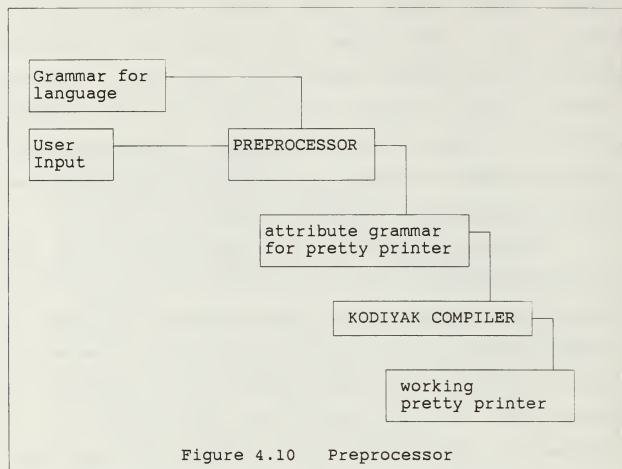 Grammar for
language
User
Input
PREPROCESSOR
attribute grammar
for pretty printer
KODIYAK COMPILER
working
pretty printer
Figure 4.10 Preprocessor